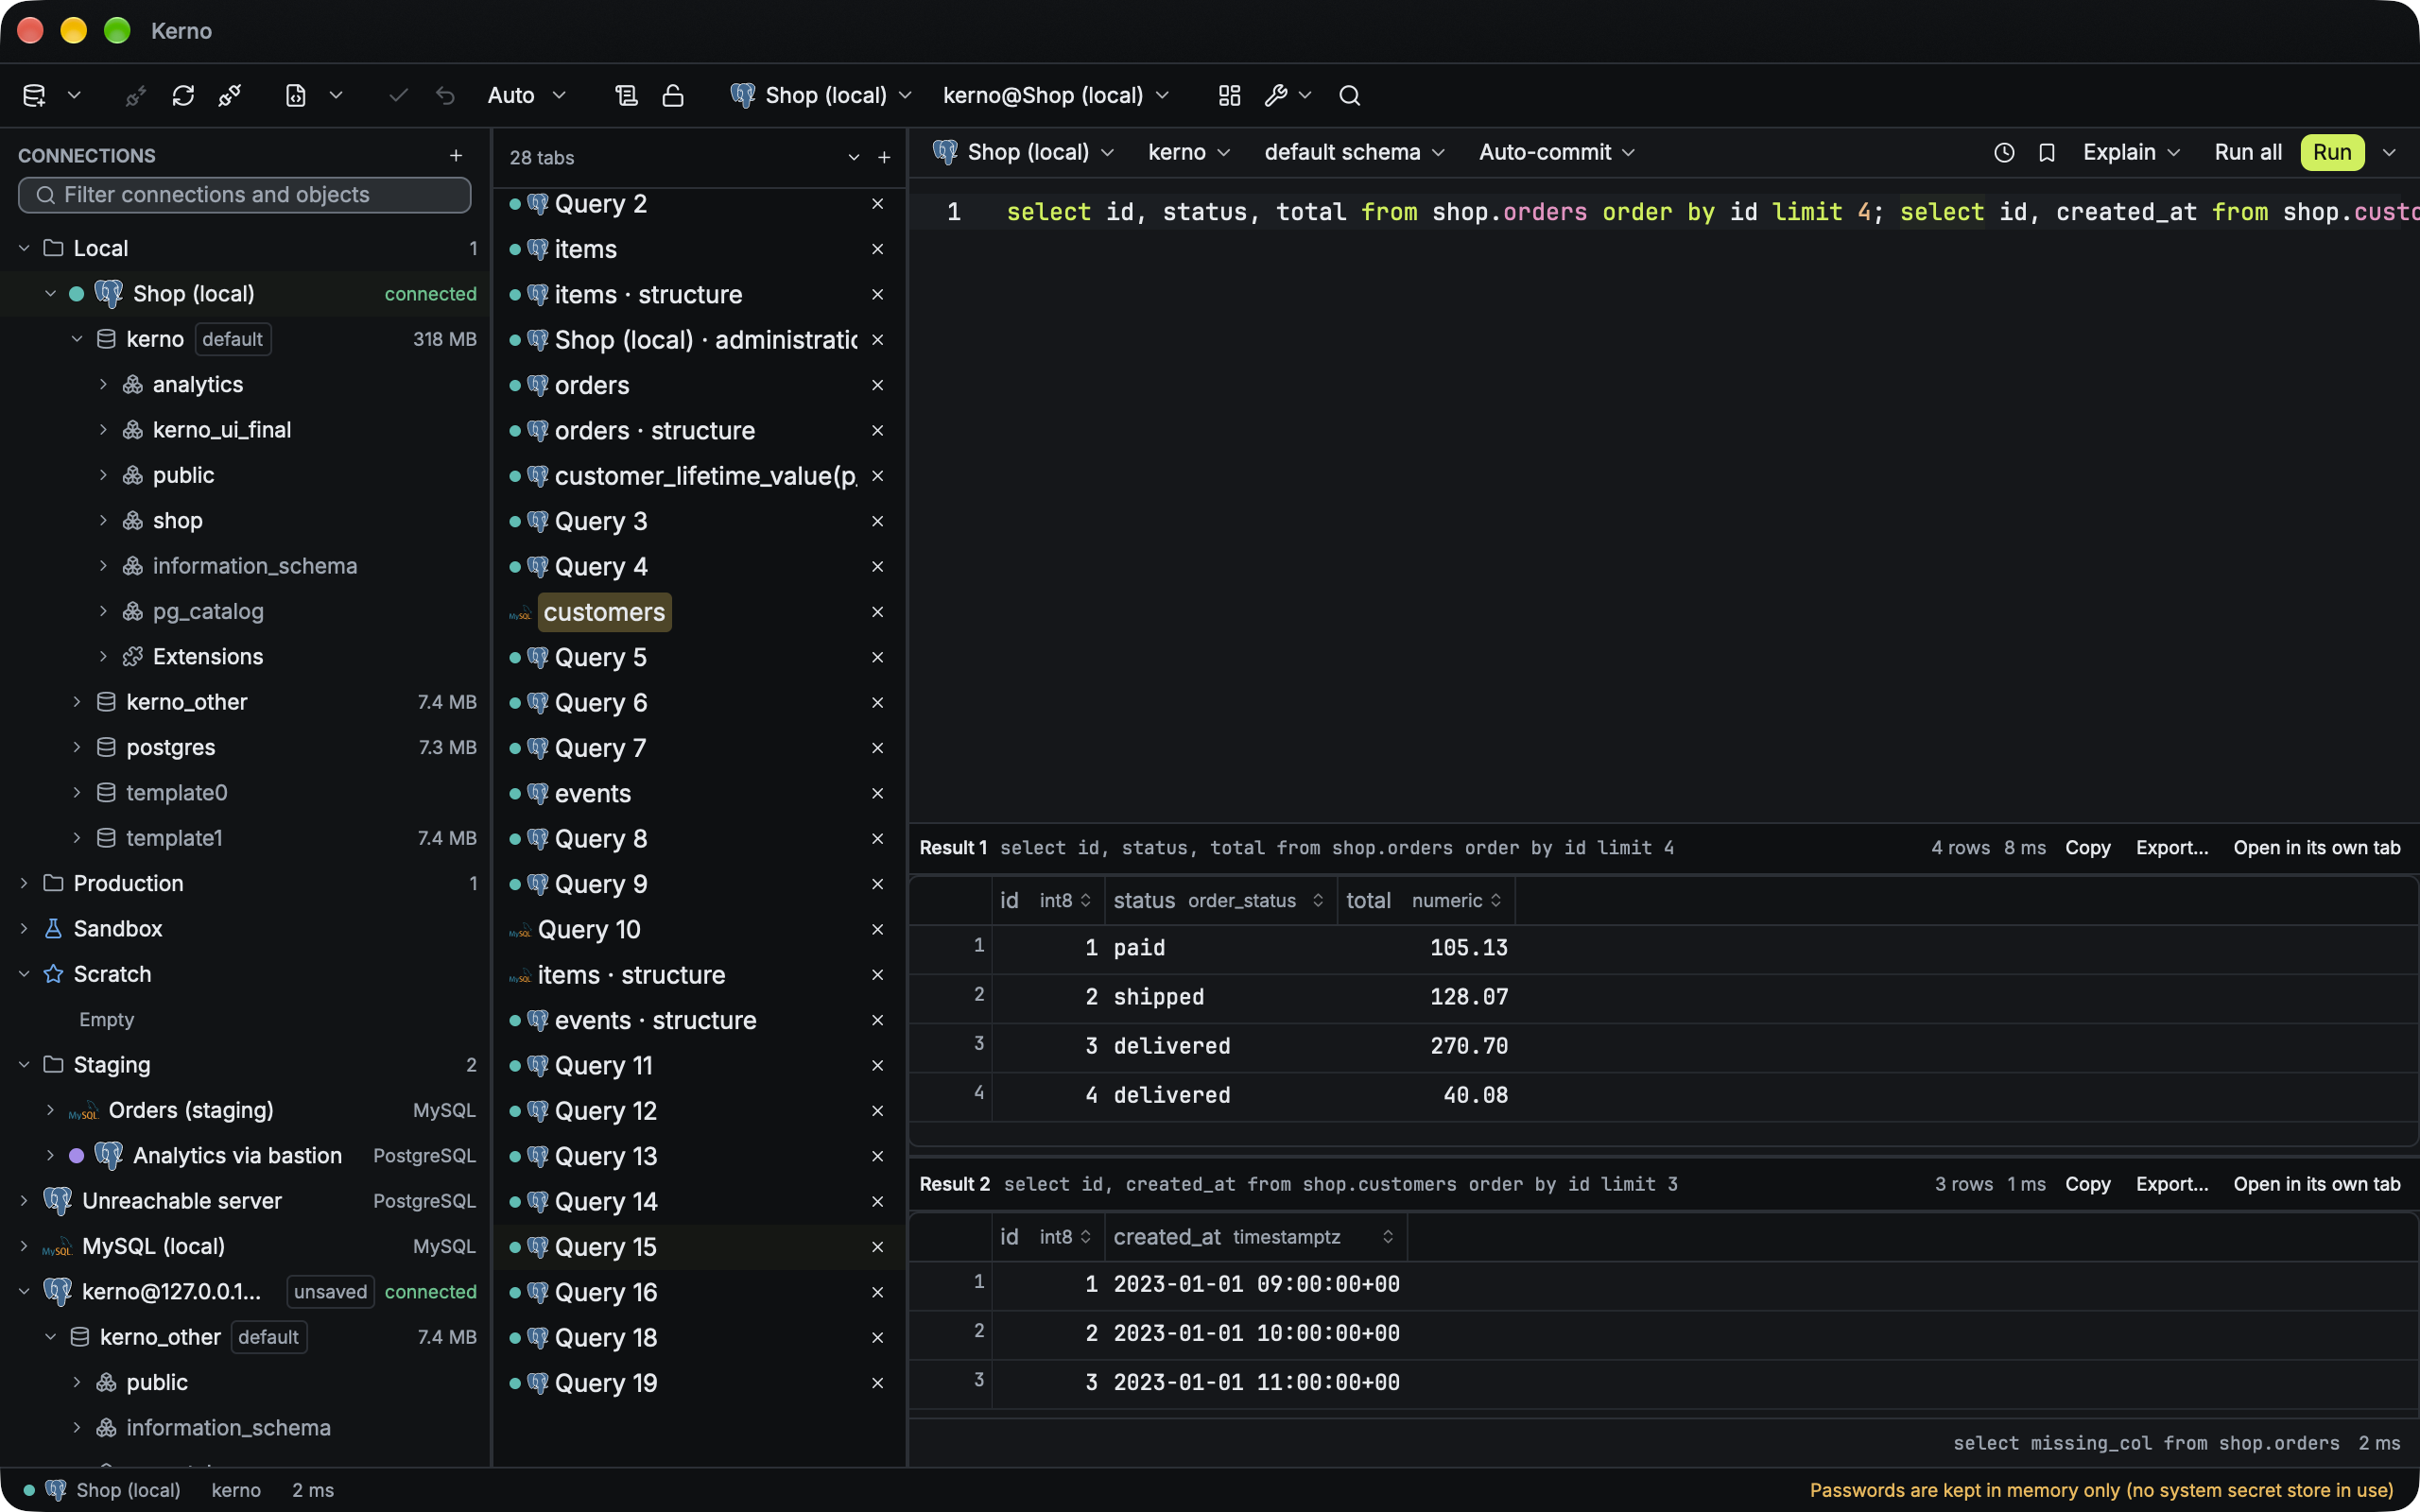 Kerno
Auto
Shop (local)
kerno@Shop (local)
CONNECTIONS
Filter connections and objects
Local 1
Shop (local) connected
kerno default 318 MB
analytics
kerno_ui_final
public
shop
information_schema
pg_catalog
Extensions
kerno_other 7.4 MB
postgres 7.3 MB
template0
template1 7.4 MB
Production 1
Sandbox
Scratch
Empty
Staging 2
MySQL Orders (staging) MySQL
Analytics via bastion PostgreSQL
Unreachable server PostgreSQL
MySQL MySQL (local) MySQL
kerno@127.0.0.1... unsaved connected
kerno_other default 7.4 MB
public
information_schema
28 tabs
Query 2
items
items · structure
Shop (local) · administratic
orders
orders · structure
customer_lifetime_value(p_
Query 3
Query 4
MySQL customers
Query 5
Query 6
Query 7
events
Query 8
Query 9
MySQL Query 10
MySQL items · structure
events · structure
Query 11
Query 12
Query 13
Query 14
Query 15
Query 16
Query 18
Query 19
Shop (local) kerno default schema Auto-commit Explain Run all Run
1 select id, status, total from shop.orders order by id limit 4; select id, created_at from shop.custo
Result 1 select id, status, total from shop.orders order by id limit 4 4 rows 8 ms Copy Export... Open in its own tab
id int8 status order_status total numeric
1 1 paid 105.13
2 2 shipped 128.07
3 3 delivered 270.70
4 4 delivered 40.08
Result 2 select id, created_at from shop.customers order by id limit 3 3 rows 1 ms Copy Export... Open in its own tab
id int8 created_at timestamptz
1 1 2023-01-01 09:00:00+00
2 2 2023-01-01 10:00:00+00
3 3 2023-01-01 11:00:00+00
select missing_col from shop.orders 2 ms
Shop (local) kerno 2 ms
Passwords are kept in memory only (no system secret store in use)